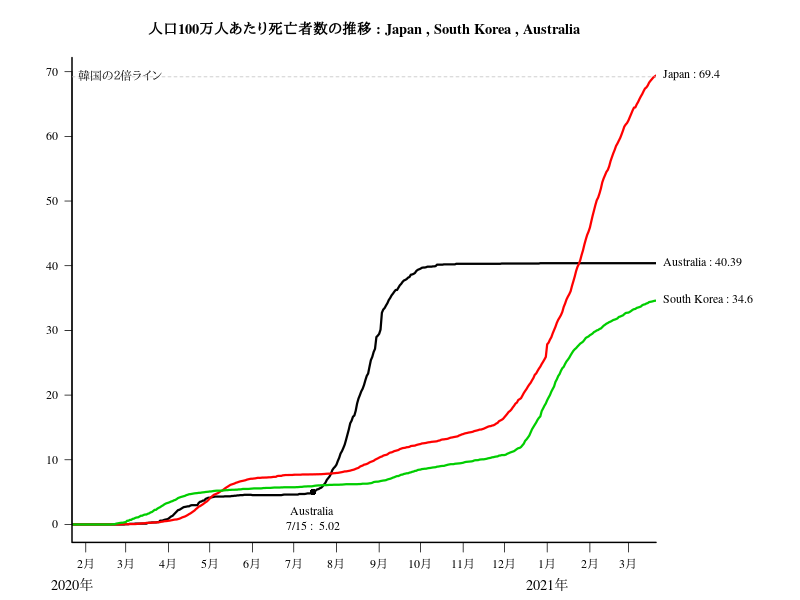 人口100万人あたり死亡者数の推移 : Japan , South Korea , Australia
70
韓国の2倍ライン
Japan : 69.4
60
50
40
Australia : 40.39
South Korea : 34.6
30
20
10
0
Australia
7/15 : 5.02
2月 3月 4月 5月 6月 7月 8月 9月 10月 11月 12月 1月 2月 3月
2020年 2021年